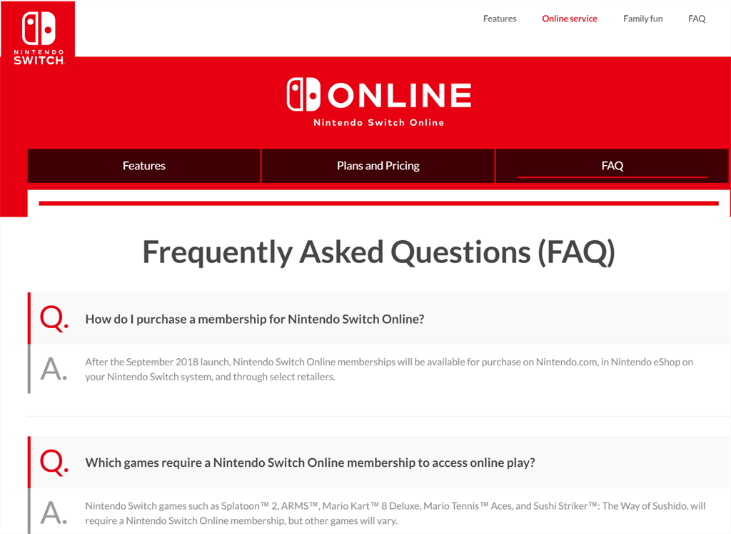 NINTENDO
SWITCH
Features
Online service
Family fun
FAQ
ONLINE
Nintendo Switch Online
Features
Plans and Pricing
FAQ
Frequently Asked Questions (FAQ)
Q. How do I purchase a membership for Nintendo Switch Online?
A. After the September 2018 launch, Nintendo Switch Online memberships will be available for purchase on Nintendo.com, in Nintendo eShop on
your Nintendo Switch system, and through select retailers.
Q. Which games require a Nintendo Switch Online membership to access online play?
A. Nintendo Switch games such as Splatoon™ 2, ARMS™, Mario Kart™ 8 Deluxe, Mario Tennis™ Aces, and Sushi Striker™: The Way of Sushido, will
require a Nintendo Switch Online membership, but other games will vary.